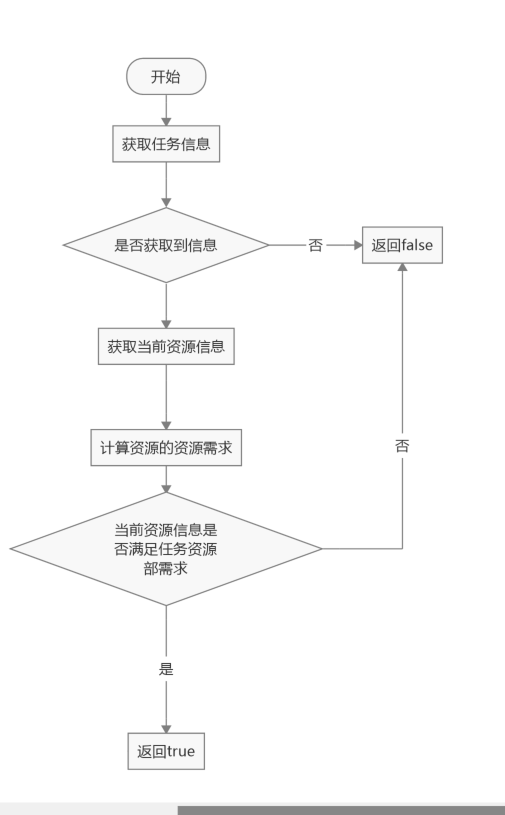 开始
获取任务信息
是否获取到信息
否
返回false
获取当前资源信息
计算资源的资源需求
否
当前资源信息是
否满足任务资源
部需求
是
返回true